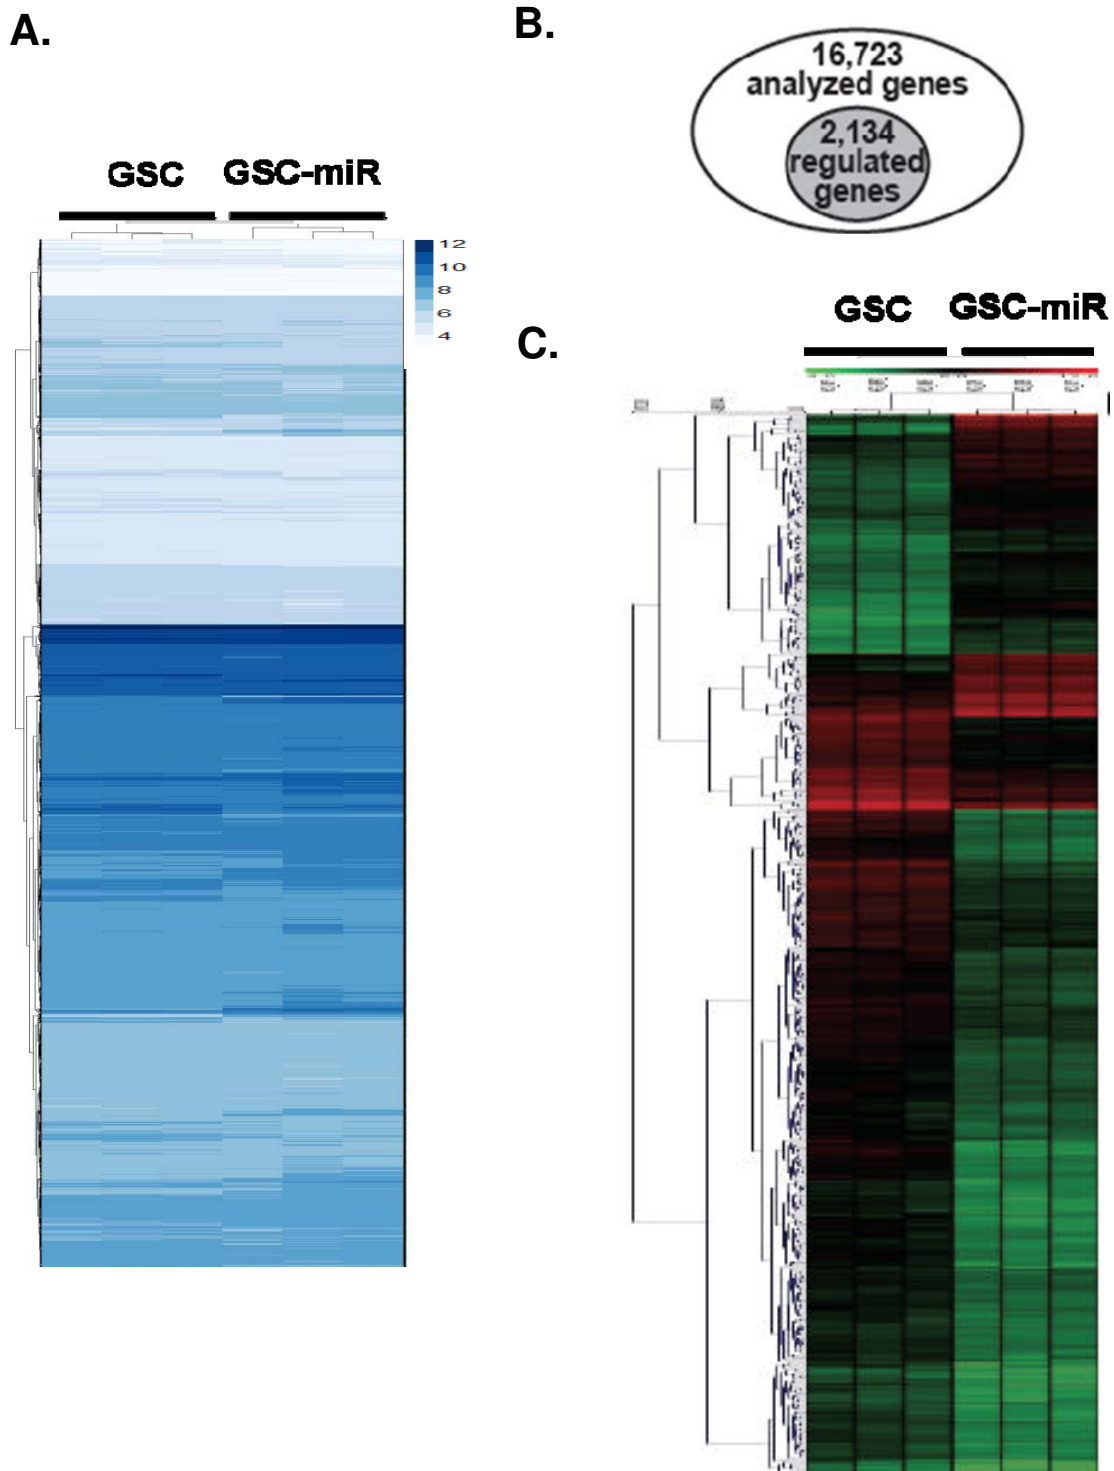 A.
GSC GSC-miR
12
10
8
6
4
B.
16,723
analyzed genes
2,134
regulated
genes
C.
GSC GSC-miR